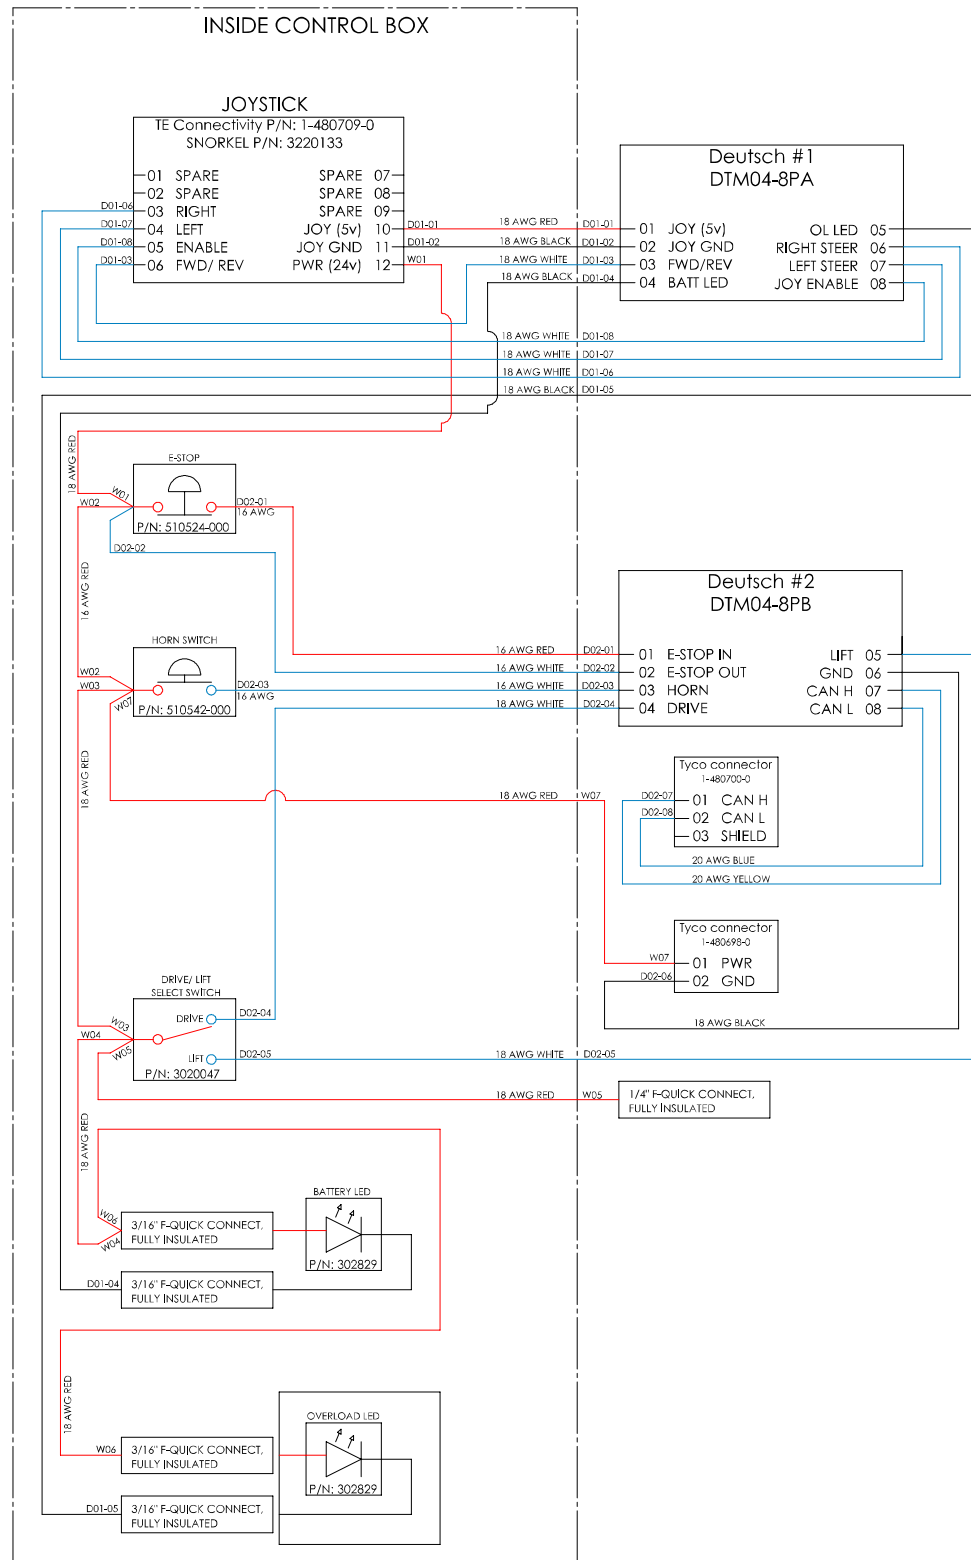 INSIDE CONTROL BOX
JOYSTICK
TE Connectivity P/N: 1-480709-0
SNORKEL P/N: 3220133
01 SPARE
02 SPARE
03 RIGHT
04 LEFT
05 ENABLE
06 FWD/ REV
SPARE 07
SPARE 08
SPARE 09
JOY (5v) 10
JOY GND 11
PWR (24v) 12
D01-06
D01-07
D01-08
D01-03
D01-01
D01-02
W01
18 AWG RED D01-01
18 AWG BLACK D01-02
18 AWG WHITE D01-03
18 AWG BLACK D01-04
Deutsch #1
DTM04-8PA
01 JOY (5v)
02 JOY GND
03 FWD/REV
04 BATT LED
OL LED 05
RIGHT STEER 06
LEFT STEER 07
JOY ENABLE 08
18 AWG WHITE D01-08
18 AWG WHITE D01-07
18 AWG WHITE D01-06
18 AWG BLACK D01-05
18 AWG RED
E-STOP
W01
W02
D02-01
16 AWG
P/N: 510524-000
D02-02
16 AWG RED
HORN SWITCH
W02
W03
W07
D02-03
16 AWG
P/N: 510542-000
16 AWG RED D02-01
16 AWG WHITE D02-02
16 AWG WHITE D02-03
18 AWG WHITE D02-04
Deutsch #2
DTM04-8PB
01 E-STOP IN
02 E-STOP OUT
03 HORN
04 DRIVE
LIFT 05
GND 06
CAN H 07
CAN L 08
18 AWG RED
18 AWG RED W07
Tyco connector
1-480700-0
D02-07
D02-08
01 CAN H
02 CAN L
03 SHIELD
20 AWG BLUE
20 AWG YELLOW
Tyco connector
1-480698-0
W07
D02-06
01 PWR
02 GND
18 AWG BLACK
DRIVE/ LIFT
SELECT SWITCH
W03
W04
W05
DRIVE
D02-04
LIFT
D02-05
P/N: 3020047
18 AWG WHITE D02-05
18 AWG RED W05
1/4" F-QUICK CONNECT,
FULLY INSULATED
18 AWG RED
BATTERY LED
W06
W04
3/16" F-QUICK CONNECT,
FULLY INSULATED
P/N: 302829
D01-04
3/16" F-QUICK CONNECT,
FULLY INSULATED
18 AWG RED
OVERLOAD LED
W06
3/16" F-QUICK CONNECT,
FULLY INSULATED
P/N: 302829
D01-05
3/16" F-QUICK CONNECT,
FULLY INSULATED